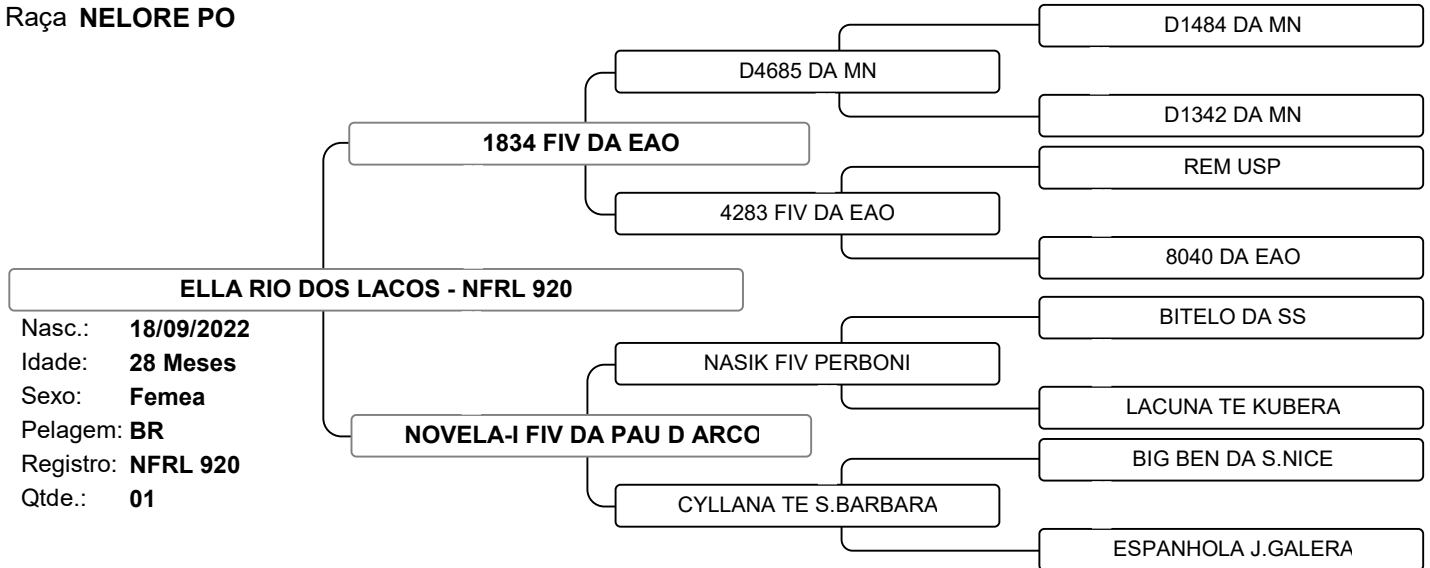 Raça NELORE PO
D1484 DA MN
D4685 DA MN
D1342 DA MN
1834 FIV DA EAO
REM USP
4283 FIV DA EAO
8040 DA EAO
ELLA RIO DOS LACOS - NFRL 920
BITELO DA SS
Nasc.: 18/09/2022
Idade: 28 Meses
NASIK FIV PERBONI
Sexo: Femea
LACUNA TE KUBERA
Pelagem: BR
NOVELA-I FIV DA PAU D ARCO
Registro: NFRL 920
BIG BEN DA S.NICE
Qtde.: 01
CYLLANA TE S.BARBARA
ESPANHOLA J.GALERA